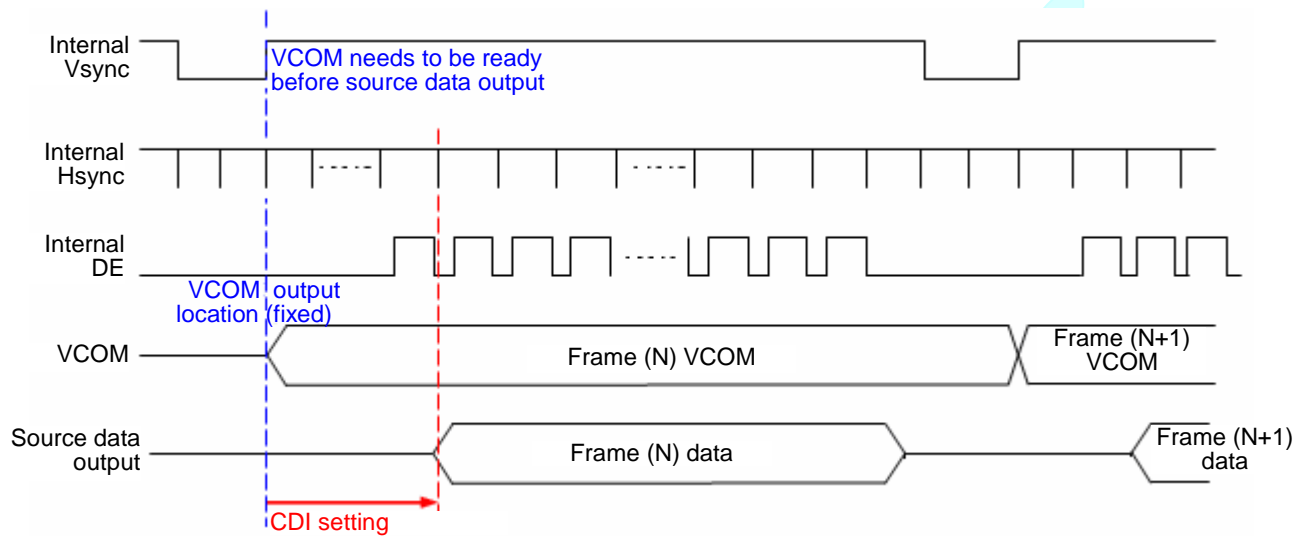 Internal
Vsync
VCOM needs to be ready
before source data output
Internal
Hsync
Internal
DE
VCOM output
location (fixed)
VCOM
Frame (N) VCOM
Frame (N+1)
VCOM
Source data
output
Frame (N) data
Frame (N+1)
data
CDI setting